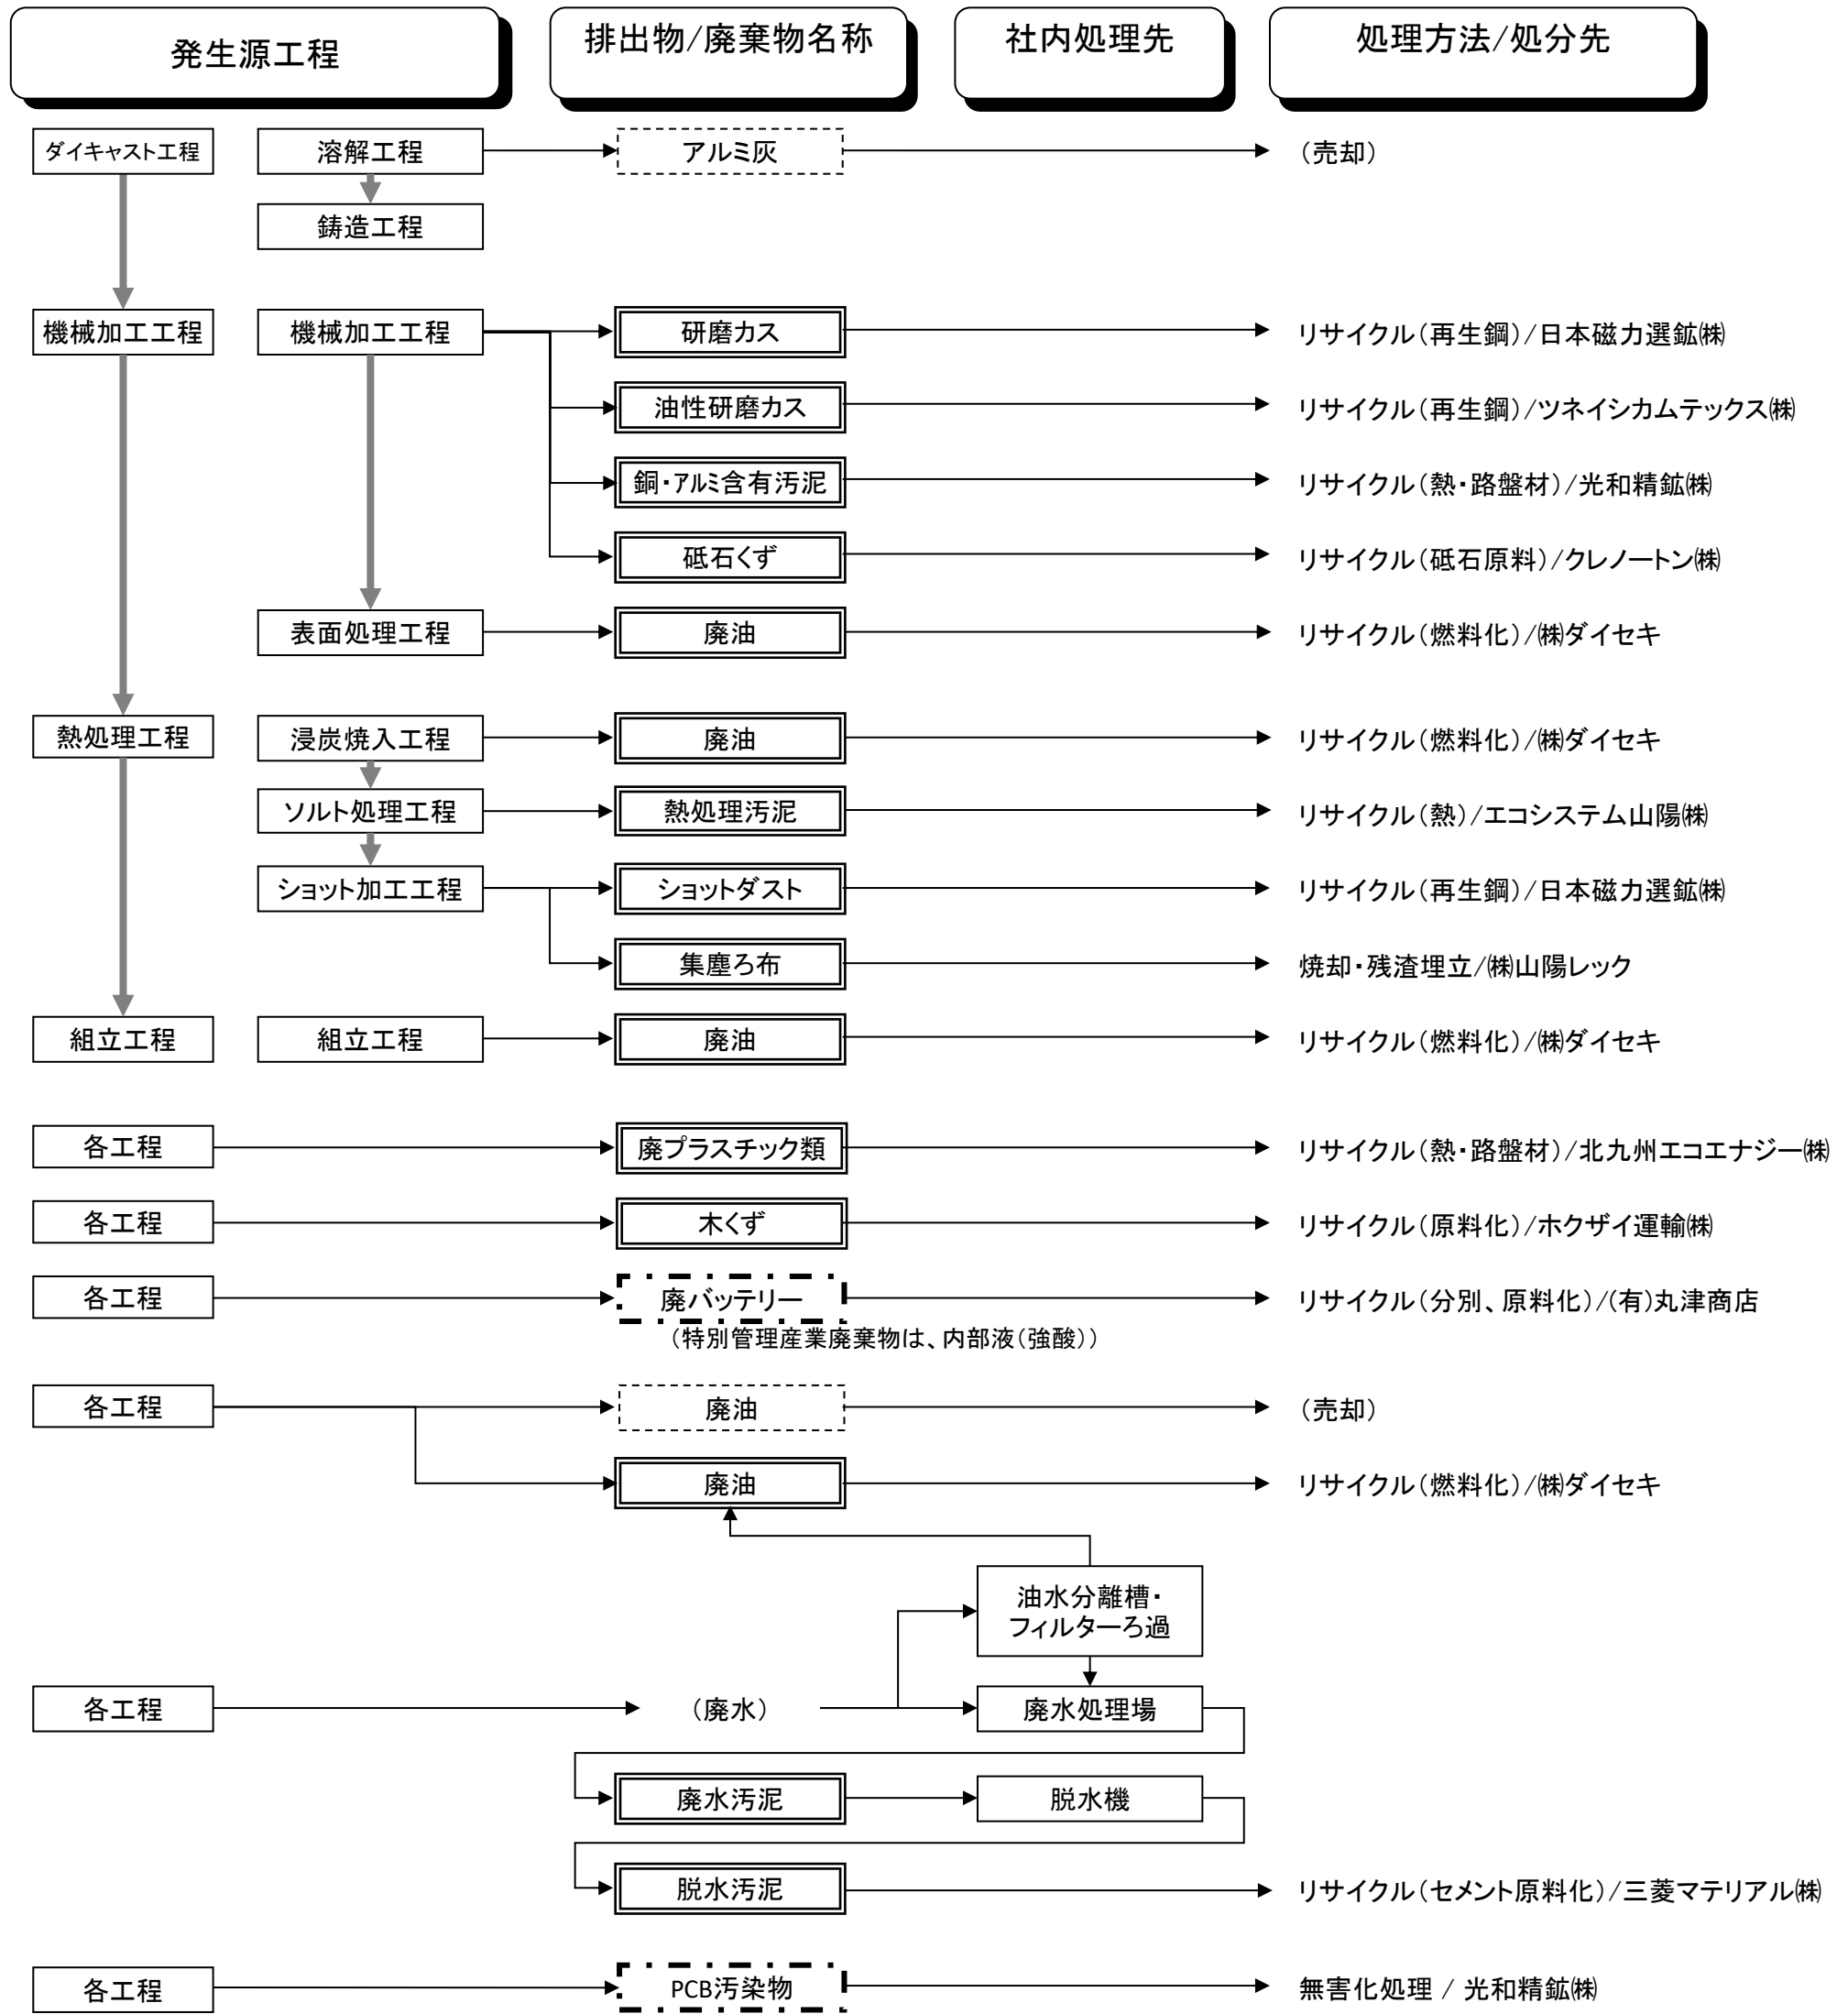 発生源工程
排出物/廃棄物名称
社内処理先
処理方法/処分先
ダイキャスト工程
溶解工程
アルミ灰
（売却）
鋳造工程
機械加工工程
機械加工工程
研磨カス
リサイクル（再生鋼）/日本磁力選鉱㈱
油性研磨カス
リサイクル（再生鋼）/ツネイシカムテックス㈱
銅・アルミ含有汚泥
リサイクル（熱・路盤材）/光和精鉱㈱
砥石くず
リサイクル（砥石原料）/クレノートン㈱
表面処理工程
廃油
リサイクル（燃料化）/㈱ダイセキ
熱処理工程
浸炭焼入工程
廃油
リサイクル（燃料化）/㈱ダイセキ
ソルト処理工程
熱処理汚泥
リサイクル（熱）/エコシステム山陽㈱
ショット加工工程
ショットダスト
リサイクル（再生鋼）/日本磁力選鉱㈱
集塵ろ布
焼却・残渣埋立/㈱山陽レック
組立工程
組立工程
廃油
リサイクル（燃料化）/㈱ダイセキ
各工程
廃プラスチック類
リサイクル（熱・路盤材）/北九州エコエナジー㈱
各工程
木くず
リサイクル（原料化）/ホクザイ運輸㈱
各工程
廃バッテリー
リサイクル（分別、原料化）/(有)丸津商店
（特別管理産業廃棄物は、内部液（強酸））
各工程
廃油
（売却）
廃油
リサイクル（燃料化）/㈱ダイセキ
油水分離槽・
フィルターろ過
各工程
（廃水）
廃水処理場
廃水汚泥
脱水機
脱水汚泥
リサイクル（セメント原料化）/三菱マテリアル㈱
各工程
PCB汚染物
無害化処理 / 光和精鉱㈱